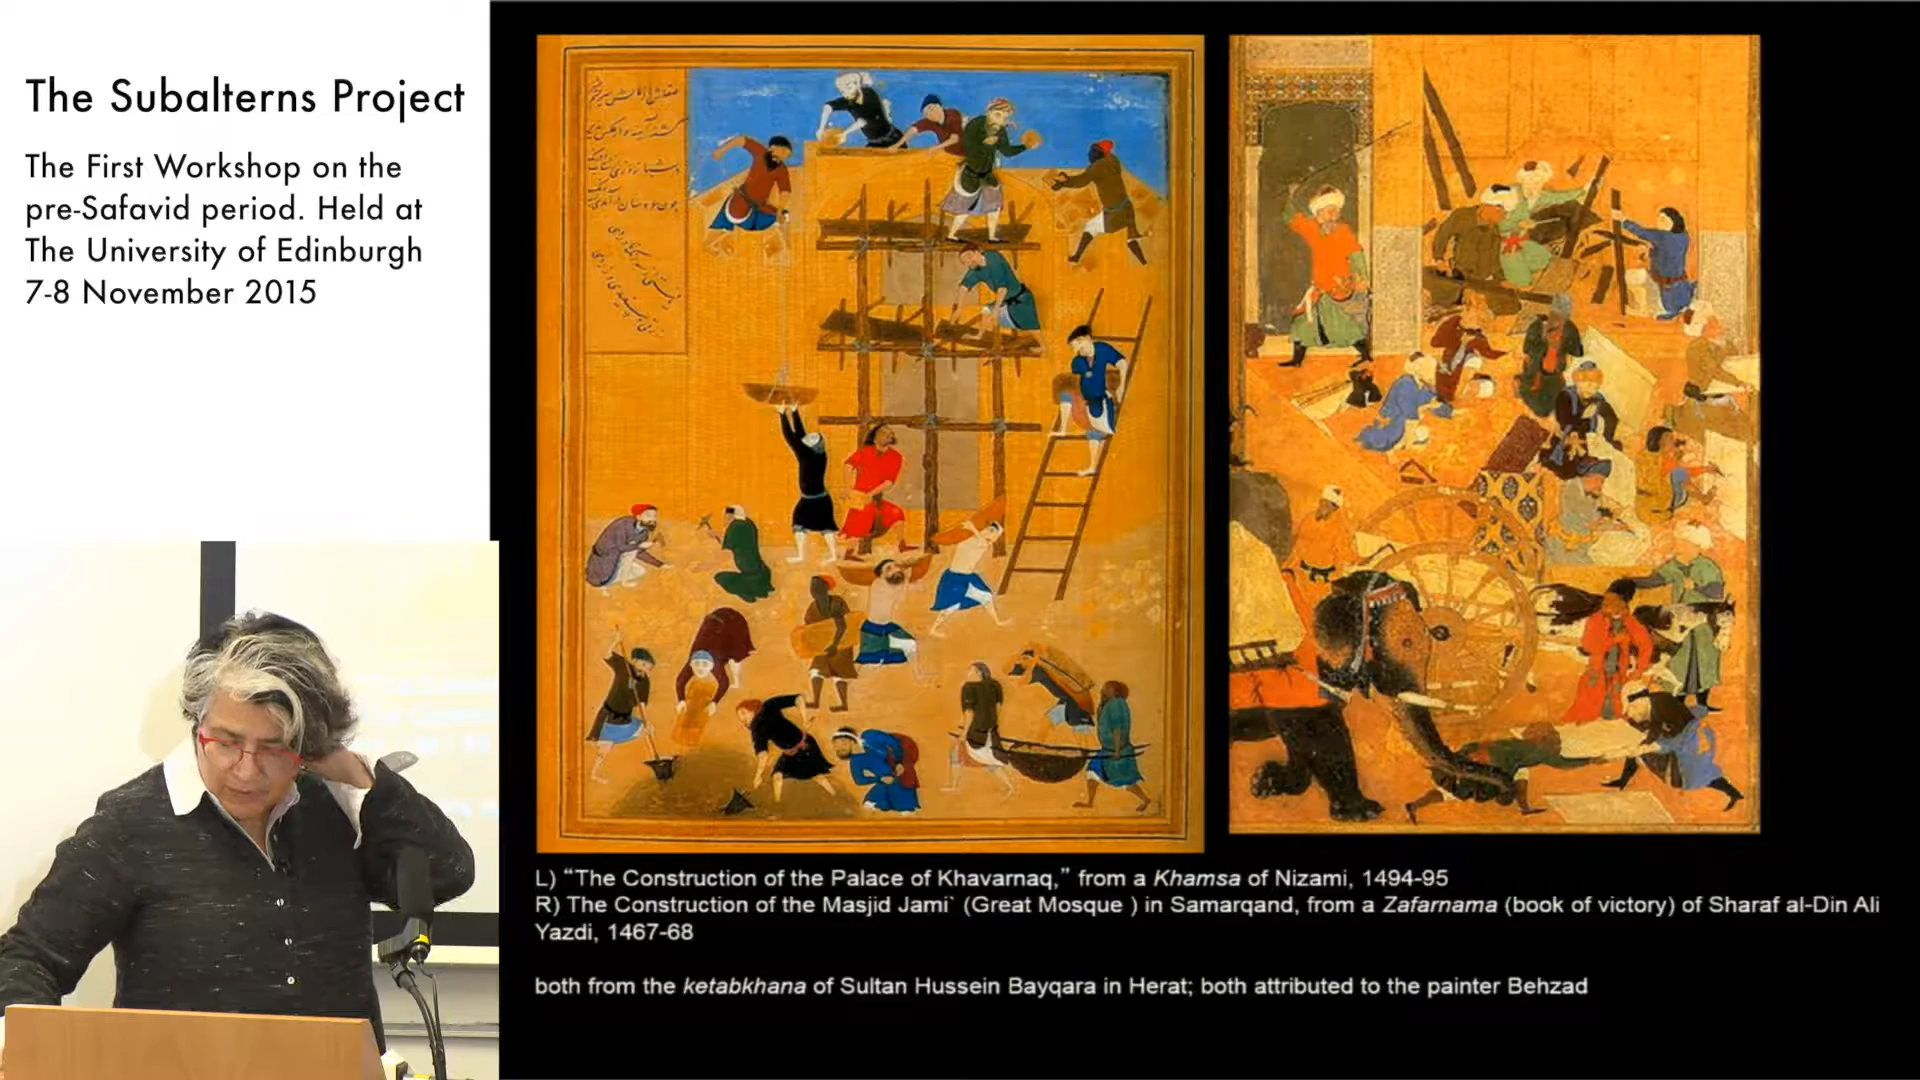 The Subalterns Project
The First Workshop on the
pre-Safavid period. Held at
The University of Edinburgh
7-8 November 2015
L) “The Construction of the Palace of Khavarnaq,” from a Khamsa of Nizami, 1494-95
R) The Construction of the Masjid Jami` (Great Mosque ) in Samarqand, from a Zafarnama (book of victory) of Sharaf al-Din Ali
Yazdi, 1467-68
both from the ketabkhana of Sultan Hussein Bayqara in Herat; both attributed to the painter Behzad